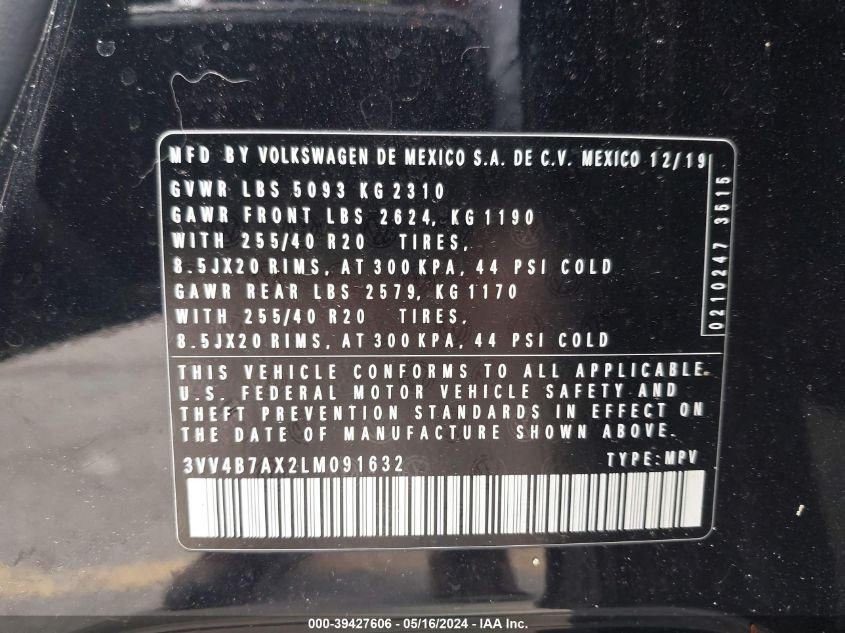 MFD BY VOLKSWAGEN DE MEXICO S.A. DE C.V. MEXICO 12/19
GVWR LBS 5093 KG 2310
GAWR FRONT LBS 2624, KG 1190
WITH 255/40 R20 TIRES,
8.5JX20 RIMS, AT 300 KPA, 44 PSI COLD
GAWR REAR LBS 2579, KG 1170
WITH 255/40 R20 TIRES,
8.5JX20 RIMS, AT 300 KPA, 44 PSI COLD
0210247 3515
THIS VEHICLE CONFORMS TO ALL APPLICABLE
U.S. FEDERAL MOTOR VEHICLE SAFETY AND
THEFT PREVENTION STANDARDS IN EFFECT ON
THE DATE OF MANUFACTURE SHOWN ABOVE.
3VV4B7AX2LM091632 TYPE:MPV
000-39427606 - 05/16/2024 - IAA Inc.